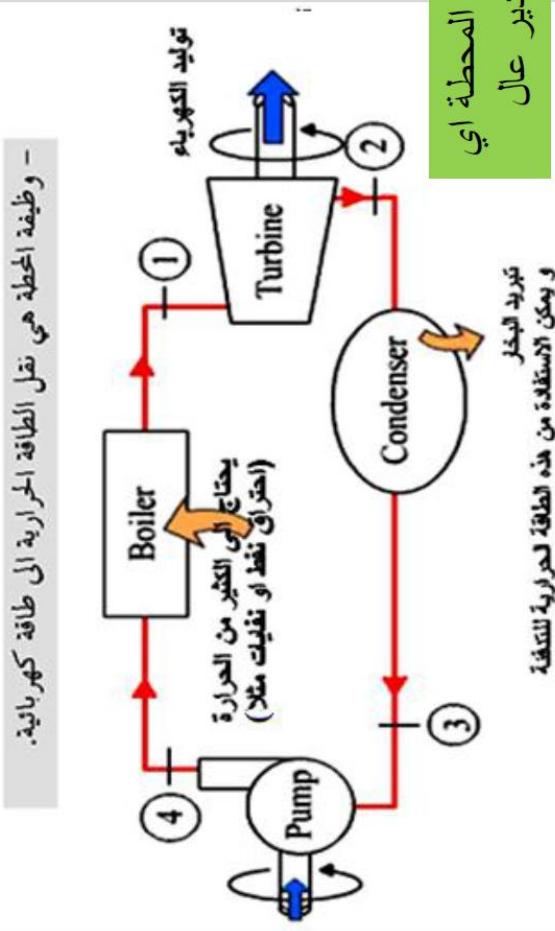 - وظيفة المحطة هي نقل الطاقة الحرارية الى طاقة كهربائية.
Boiler
يحتاج الى الكثير من الحرارة
(احتراق نفط او نفايات مثلا)
1
توليد الكهرباء
Turbine
2
4
Pump
3
Condenser
تبريد البخار
و يمكن الاستفادة من هذه الطاقة لحرارية للتدفئة
المحطة اي
عال